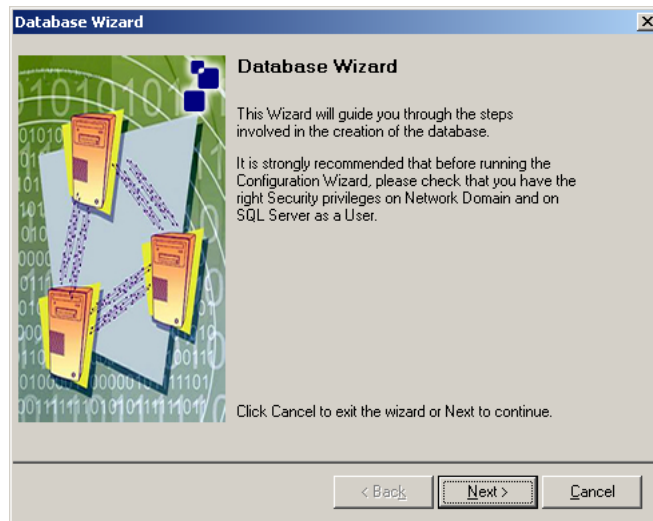 Database Wizard
Database Wizard
This Wizard will guide you through the steps
involved in the creation of the database.
It is strongly recommended that before running the
Configuration Wizard, please check that you have the
right Security privileges on Network Domain and on
SQL Server as a User.
Click Cancel to exit the wizard or Next to continue.
< Back
Next >
Cancel